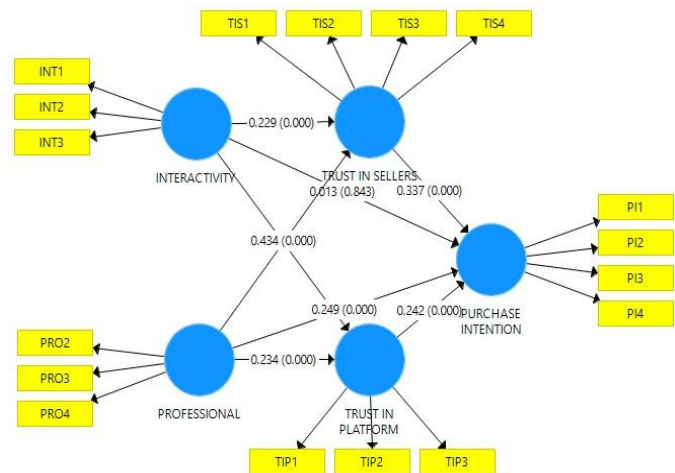 TIS1
TIS2
TIS3
TIS4
INT1
INT2
INT3
0.229 (0.000)
INTERACTIVITY
TRUST IN SELLERS
0.013 (0.843)
0.337 (0.000)
PI1
PI2
PI3
PI4
0.434 (0.000)
0.249 (0.000)
0.242 (0.000)
PURCHASE
INTENTION
PRO2
PRO3
PRO4
0.234 (0.000)
PROFESSIONAL
TRUST IN
PLATFORM
TIP1
TIP2
TIP3